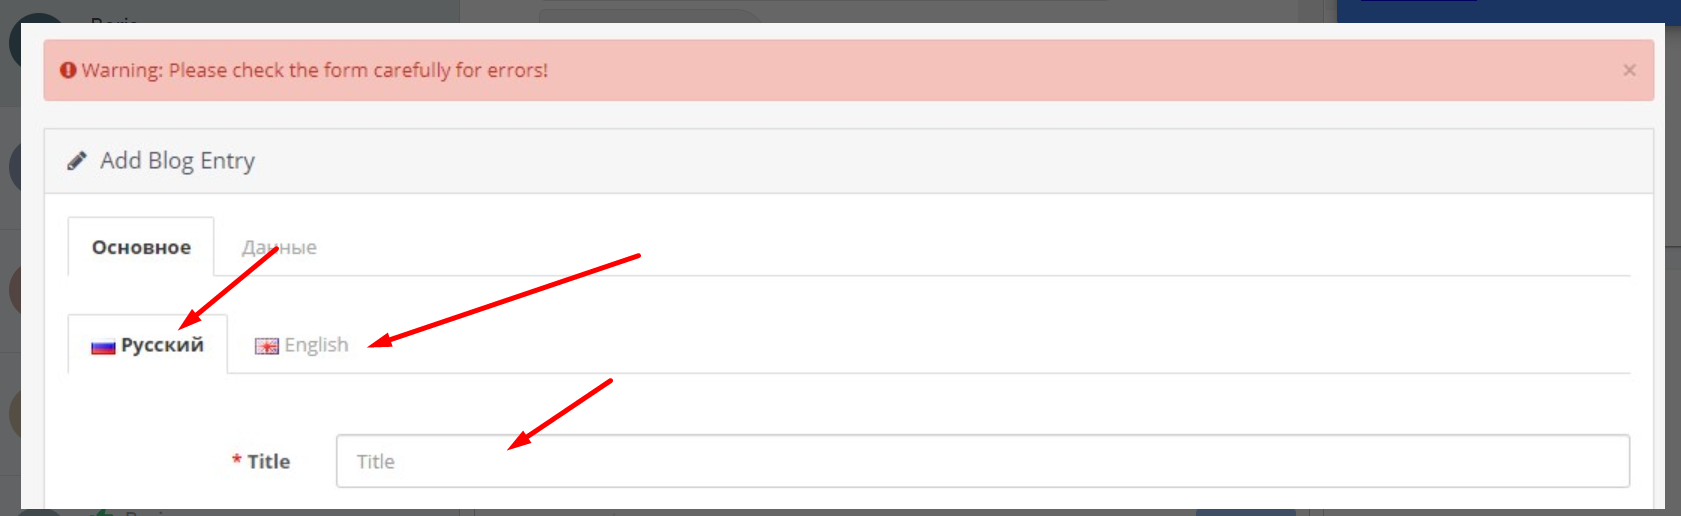 Warning: Please check the form carefully for errors! ×
Add Blog Entry
Основное Данные
Русский English
* Title Title